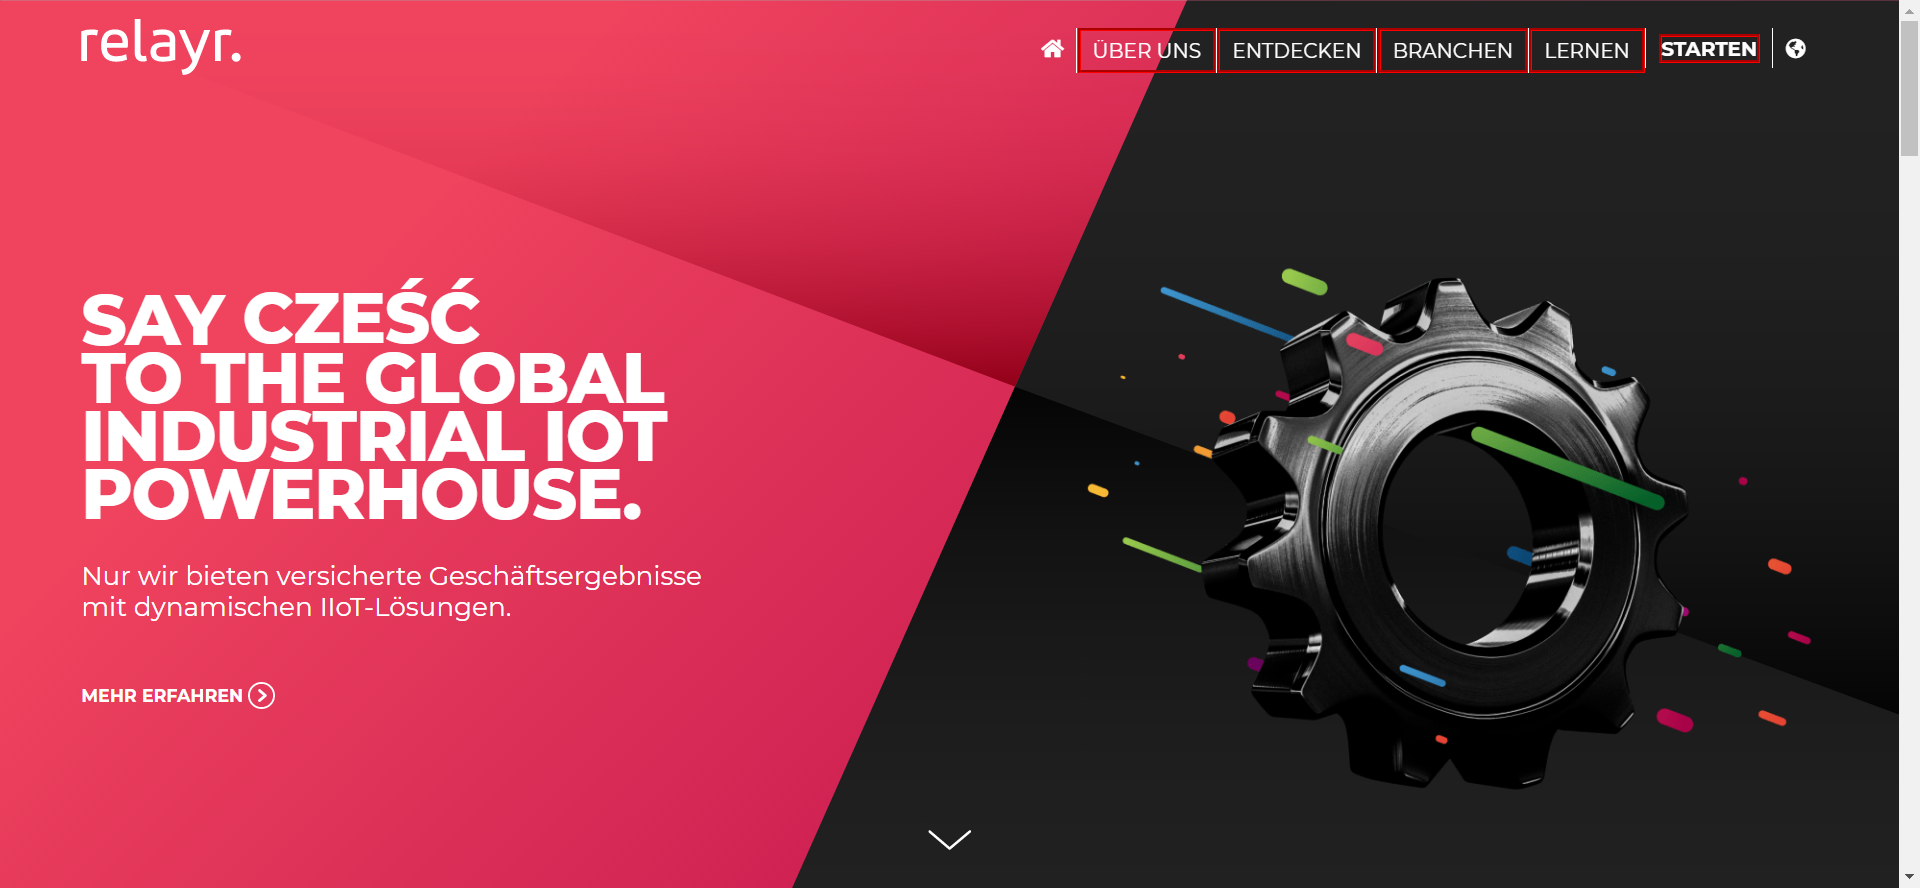 relayr.
ÜBER UNS
ENTDECKEN
BRANCHEN
LERNEN
STARTEN
SAY CZEŚĆ
TO THE GLOBAL
INDUSTRIAL IOT
POWERHOUSE.
Nur wir bieten versicherte Geschäftsergebnisse
mit dynamischen IIoT-Lösungen.
MEHR ERFAHREN